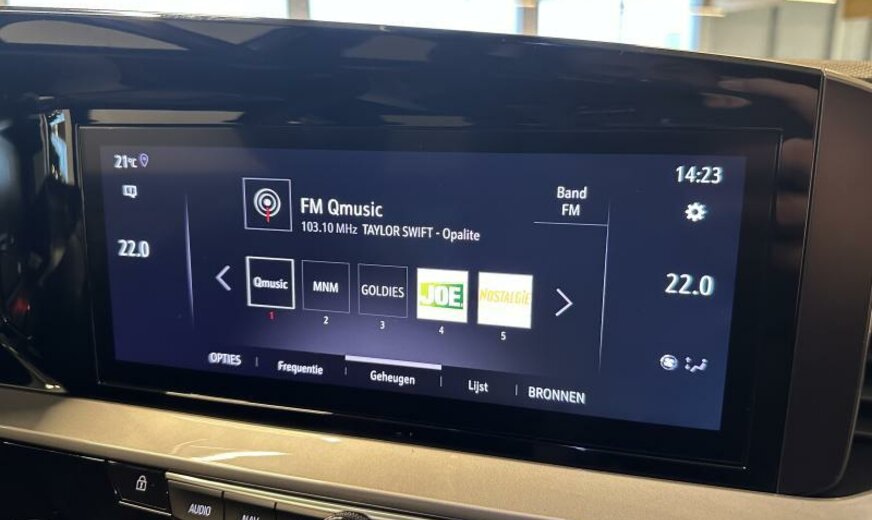 21°C
14:23
FM Qmusic
103.10 MHz TAYLOR SWIFT - Opalite
Band
FM
22.0
22.0
Qmusic
MNM
GOLDIES
JOE
NOSTALGIE
1
2
3
4
5
OPTIES
Frequentie
Geheugen
Lijst
BRONNEN
AUDIO
NAV